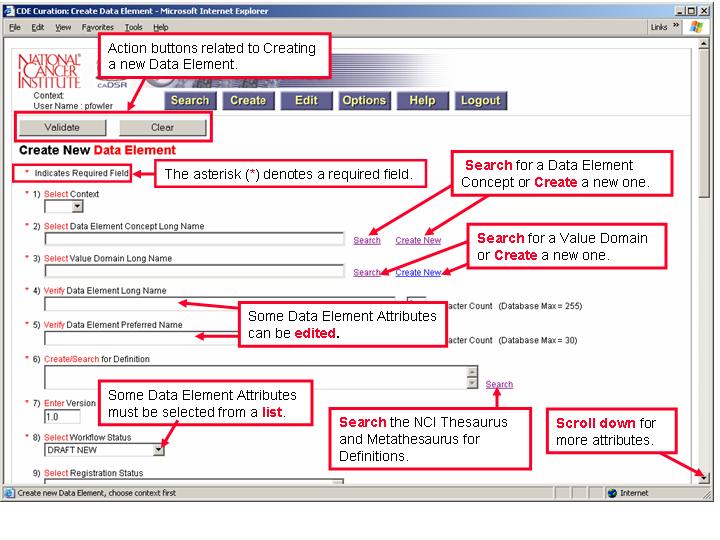 CDE Curation: Create Data Element - Microsoft Internet Explorer
File Edit View Favorites Tools Help Links »
Action buttons related to Creating
a new Data Element.
NATIONAL
CANCER
INSTITUTE
caDSR
Context:
User Name : pfowler
Search Create Edit Options Help Logout
Validate Clear
Create New Data Element
* Indicates Required Field
The asterisk (*) denotes a required field.
Search for a Data Element
Concept or Create a new one.
* 1) Select Context
* 2) Select Data Element Concept Long Name
Search Create New
Search for a Value Domain
or Create a new one.
* 3) Select Value Domain Long Name
Search Create New
* 4) Verify Data Element Long Name
acter Count (Database Max = 255)
Some Data Element Attributes
can be edited.
* 5) Verify Data Element Preferred Name
acter Count (Database Max = 30)
* 6) Create/Search for Definition
Search
Some Data Element Attributes
must be selected from a list.
* 7) Enter Version
1.0
Search the NCI Thesaurus
and Metathesaurus for
Definitions.
Scroll down for
more attributes.
* 8) Select Workflow Status
DRAFT NEW
9) Select Registration Status
Create new Data Element, choose context first Internet